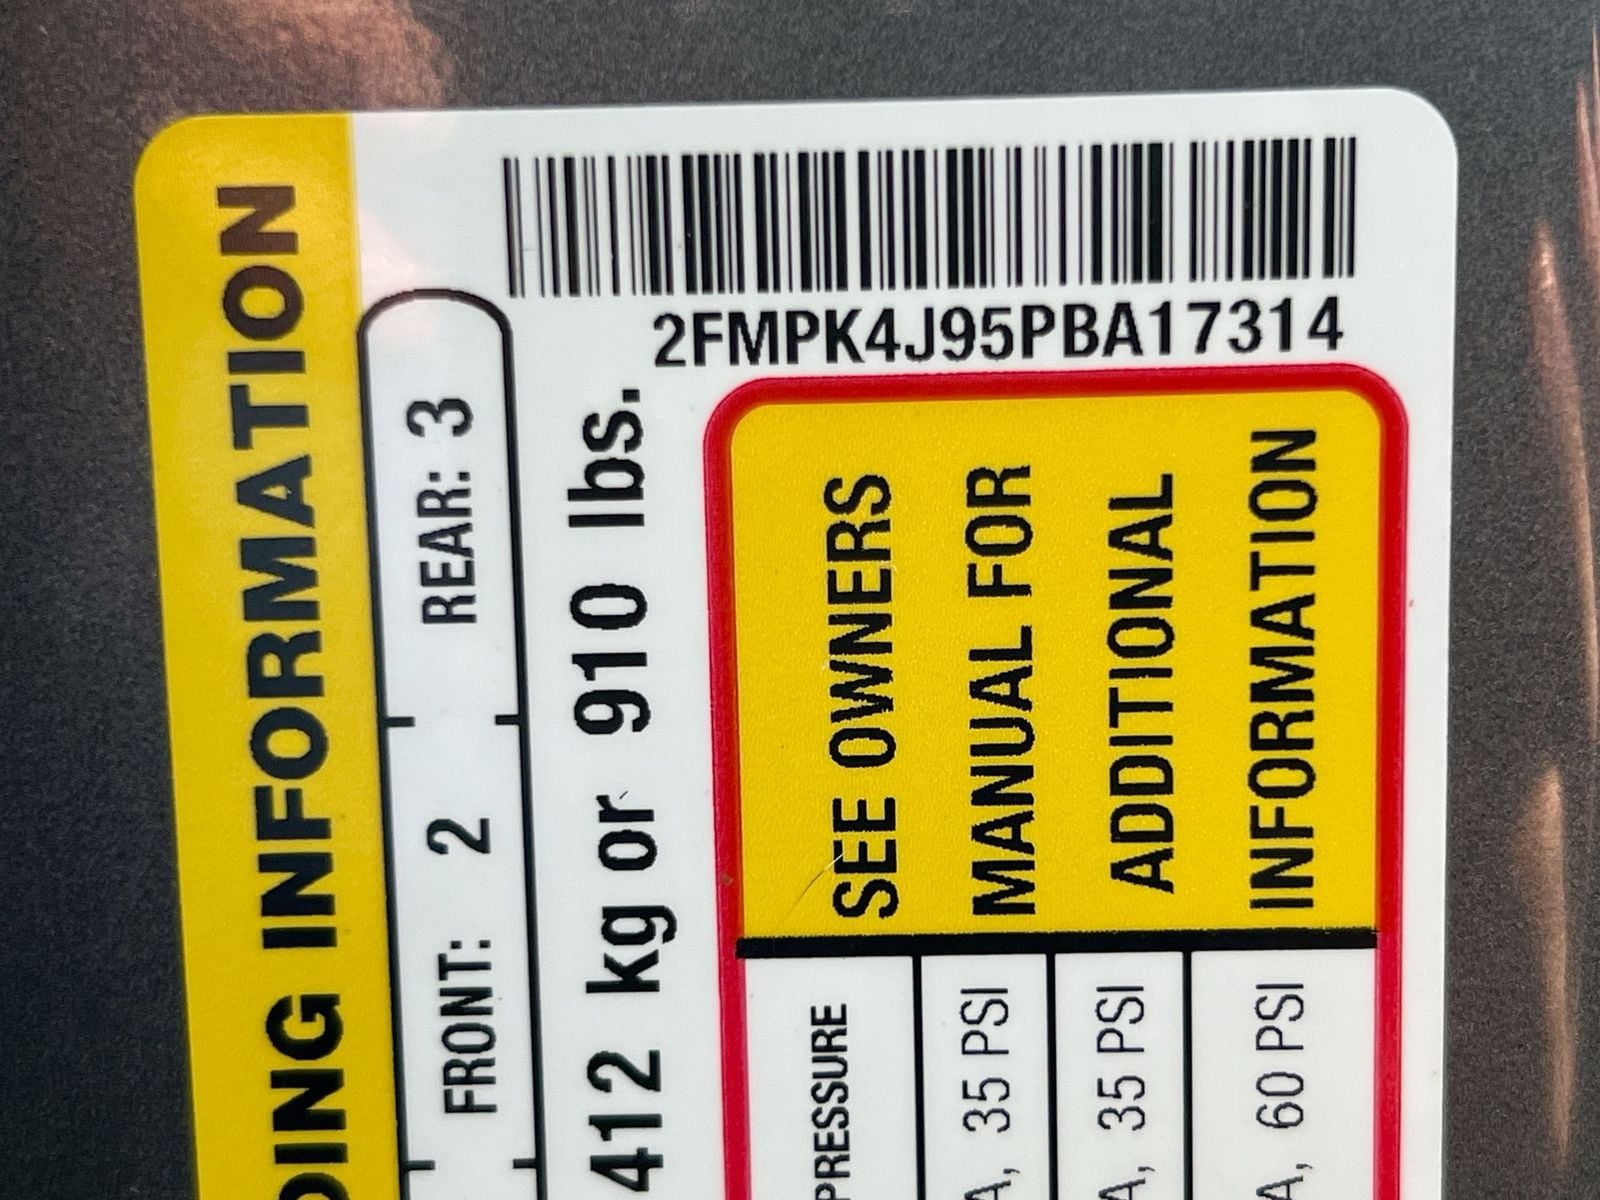 2FMPK4J95PBA17314
DING INFORMATION
FRONT: 2 REAR: 3
412 kg or 910 lbs.
SEE OWNERS
MANUAL FOR
ADDITIONAL
INFORMATION
PRESSURE
A, 35 PSI
A, 35 PSI
A, 60 PSI